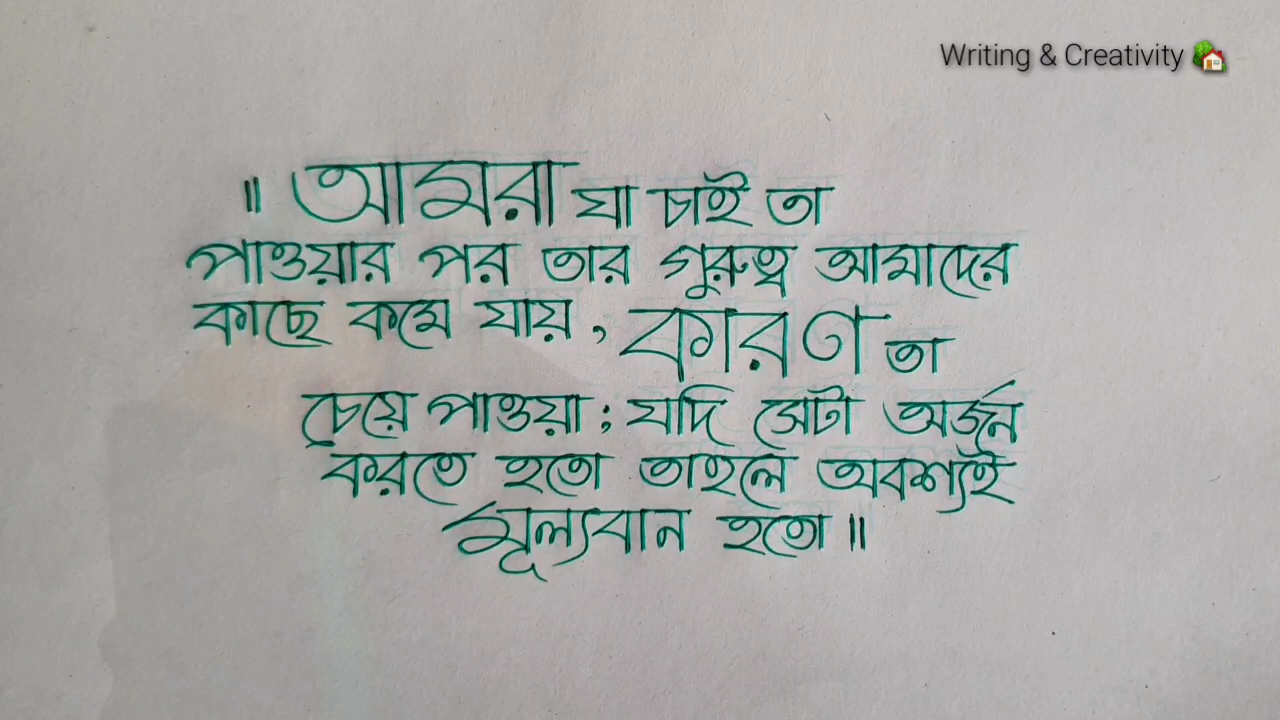 Writing & Creativity 🏡
॥ আমরা যা চাই তা
পাওয়ার পর তার গুরুত্ব আমাদের
কাছে কমে যায়, কারণ তা
চেয়ে পাওয়া; যদি সেটা অর্জন
করতে হতো তাহলে অবশ্যই
মূল্যবান হতো॥